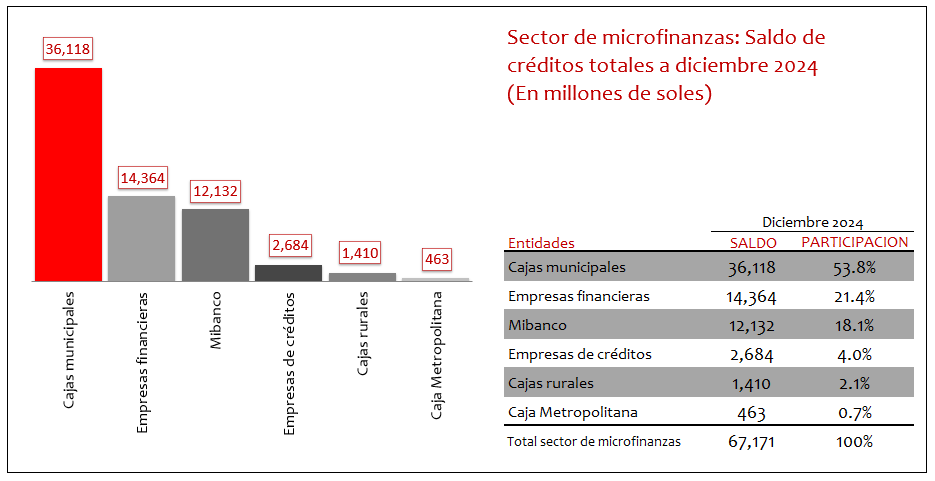 36,118
14,364
12,132
2,684
1,410
463
Cajas municipales
Empresas financieras
Mibanco
Empresas de créditos
Cajas rurales
Caja Metropolitana
Sector de microfinanzas: Saldo de
créditos totales a diciembre 2024
(En millones de soles)
Diciembre 2024
Entidades SALDO PARTICIPACION
Cajas municipales 36,118 53.8%
Empresas financieras 14,364 21.4%
Mibanco 12,132 18.1%
Empresas de créditos 2,684 4.0%
Cajas rurales 1,410 2.1%
Caja Metropolitana 463 0.7%
Total sector de microfinanzas 67,171 100%